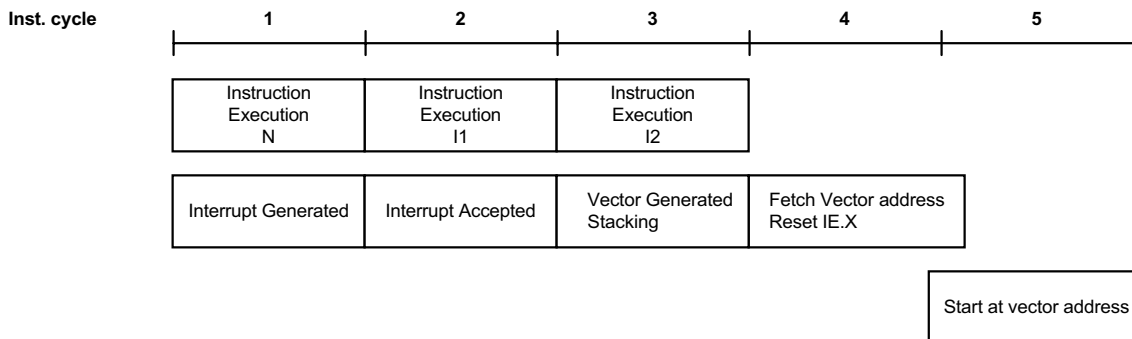 Inst. cycle 1 2 3 4 5
Instruction Instruction Instruction
Execution Execution Execution
N I1 I2
Interrupt Generated Interrupt Accepted Vector Generated Fetch Vector address
Stacking Reset IE.X
Start at vector address